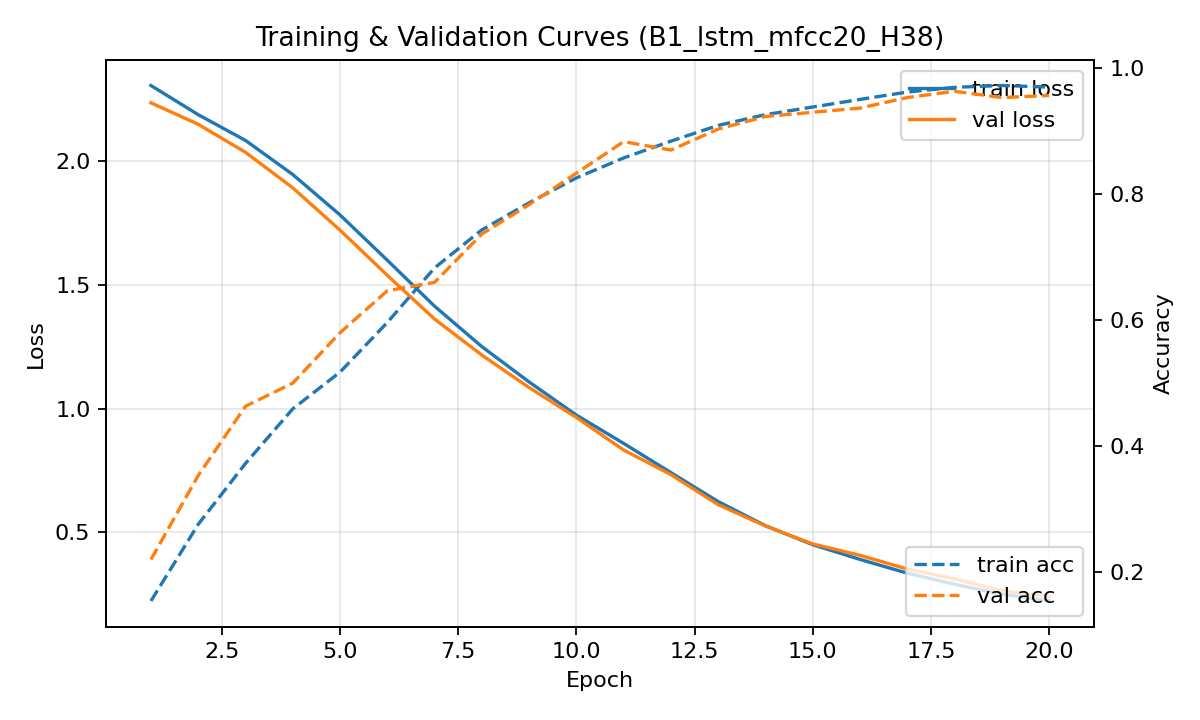 Training & Validation Curves (B1_lstm_mfcc20_H38)
train loss
val loss
1.0
0.8
0.6
0.4
0.2
Accuracy
2.0
1.5
1.0
0.5
Loss
train acc
val acc
2.5 5.0 7.5 10.0 12.5 15.0 17.5 20.0
Epoch